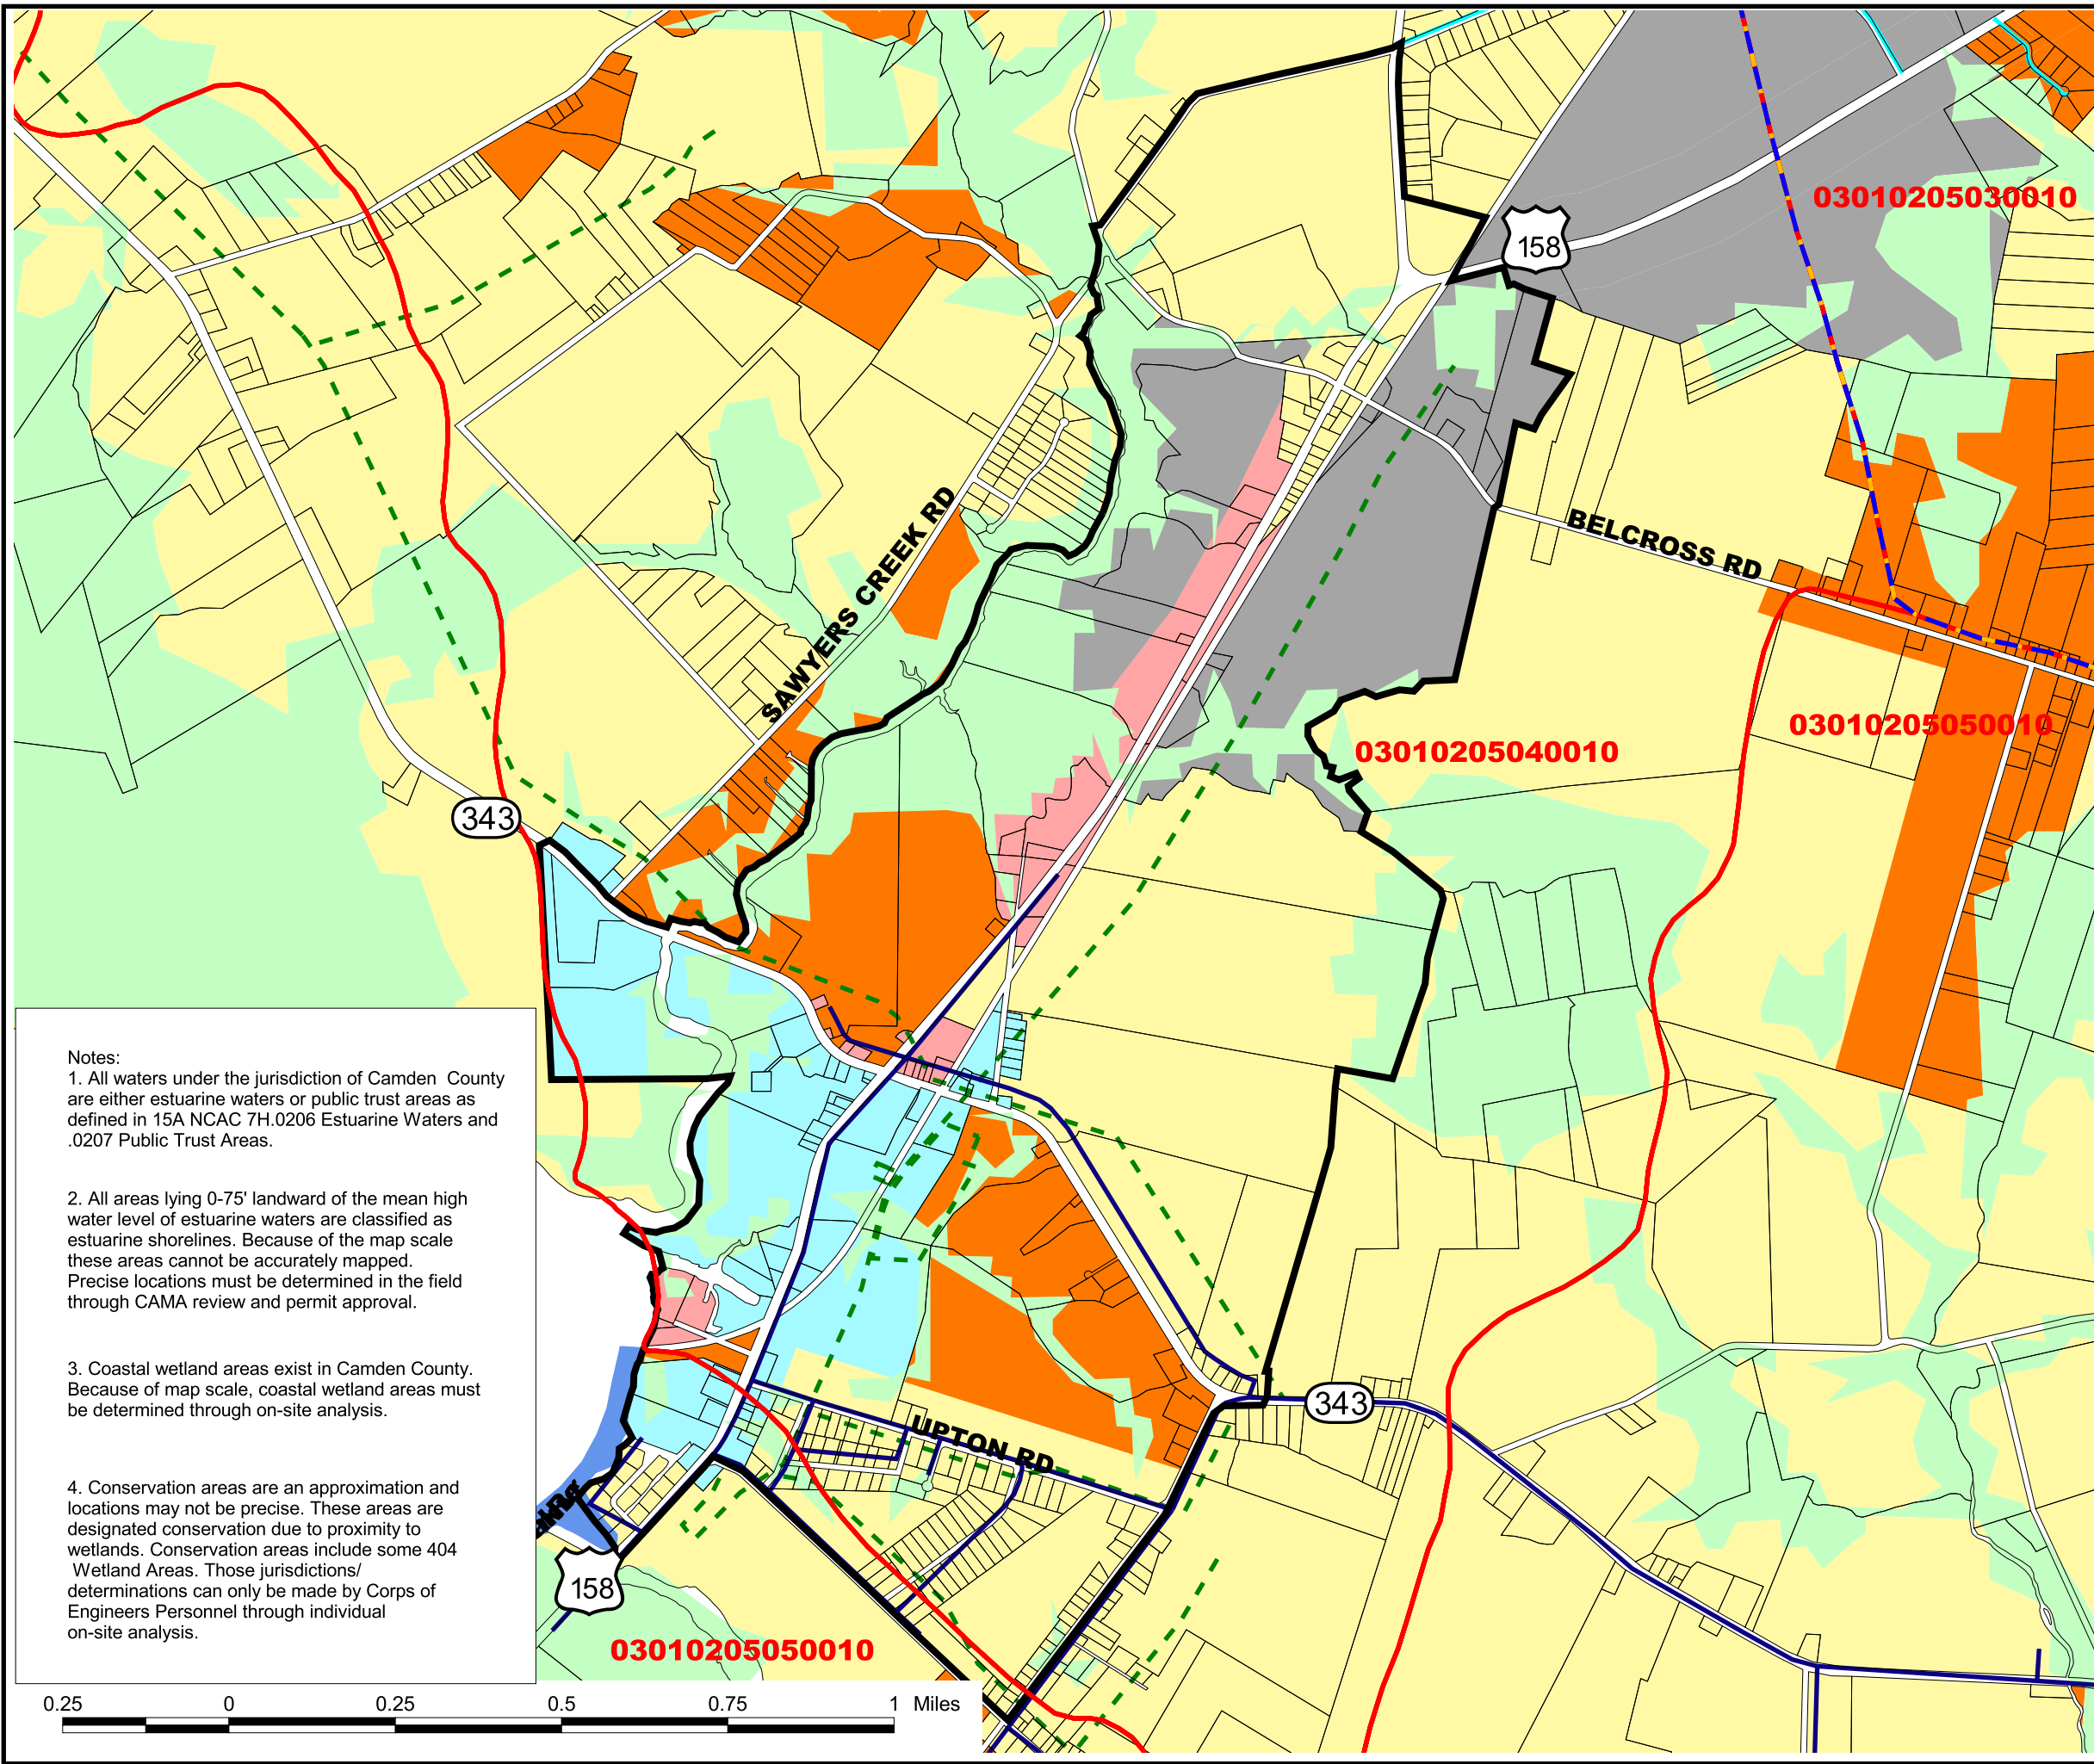 03010205030010
158
BELCROSS RD
SAWYERS CREEK RD
03010205050010
03010205040010
343
Notes:
1. All waters under the jurisdiction of Camden County
are either estuarine waters or public trust areas as
defined in 15A NCAC 7H.0206 Estuarine Waters and
.0207 Public Trust Areas.
2. All areas lying 0-75' landward of the mean high
water level of estuarine waters are classified as
estuarine shorelines. Because of the map scale
these areas cannot be accurately mapped.
Precise locations must be determined in the field
through CAMA review and permit approval.
3. Coastal wetland areas exist in Camden County.
Because of map scale, coastal wetland areas must
be determined through on-site analysis.
4. Conservation areas are an approximation and
locations may not be precise. These areas are
designated conservation due to proximity to
wetlands. Conservation areas include some 404
Wetland Areas. Those jurisdictions/
determinations can only be made by Corps of
Engineers Personnel through individual
on-site analysis.
343
UPTON RD
158
03010205050010
0.25 0 0.25 0.5 0.75 1 Miles